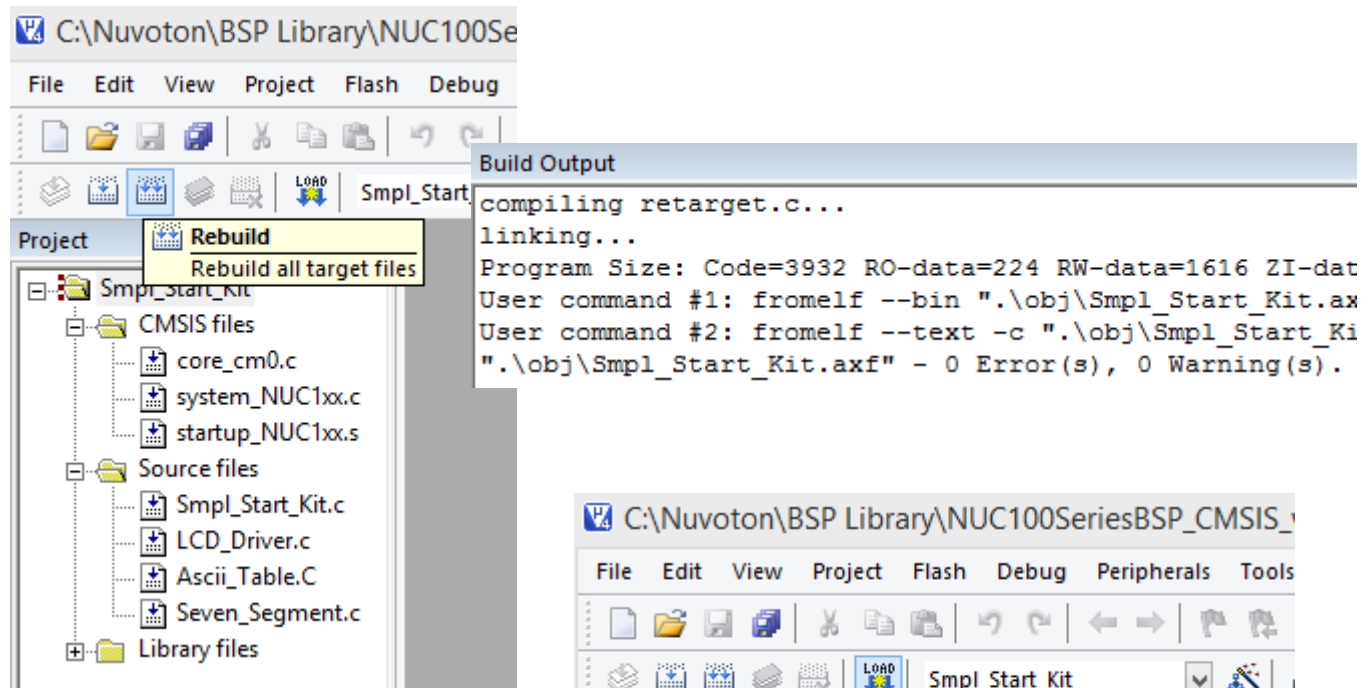 C:\Nuvoton\BSP Library\NUC100Se
File Edit View Project Flash Debug
LOAD Smpl_Start_
Rebuild
Rebuild all target files
Project
Smpl_Start_Kit
CMSIS files
core_cm0.c
system_NUC1xx.c
startup_NUC1xx.s
Source files
Smpl_Start_Kit.c
LCD_Driver.c
Ascii_Table.C
Seven_Segment.c
Library files
Build Output
compiling retarget.c...
linking...
Program Size: Code=3932 RO-data=224 RW-data=1616 ZI-dat
User command #1: fromelf --bin ".\obj\Smpl_Start_Kit.ax
User command #2: fromelf --text -c ".\obj\Smpl_Start_Ki
".\obj\Smpl_Start_Kit.axf" - 0 Error(s), 0 Warning(s).
C:\Nuvoton\BSP Library\NUC100SeriesBSP_CMSIS_
File Edit View Project Flash Debug Peripherals Tools
LOAD Smpl_Start_Kit